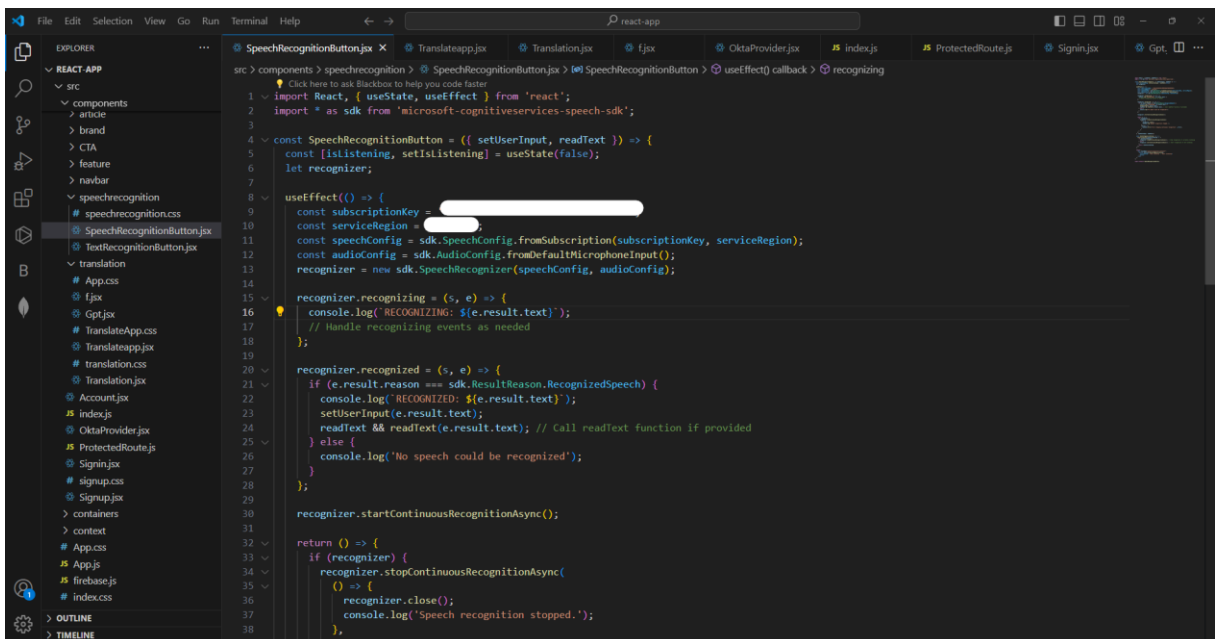 File Edit Selection View Go Run Terminal Help
react-app
EXPLORER
SpeechRecognitionButton.jsx
Translateapp.jsx
Translation.jsx
f.jsx
OktaProvider.jsx
JS index.js
JS ProtectedRoute.js
Signin.jsx
Gpt.
REACT-APP
src
components
article
brand
CTA
feature
navbar
speechrecognition
# speechrecognition.css
SpeechRecognitionButton.jsx
TextRecognitionButton.jsx
translation
# App.css
f.jsx
Gpt.jsx
# TranslateApp.css
Translateapp.jsx
# translation.css
Translation.jsx
Account.jsx
JS index.js
OktaProvider.jsx
JS ProtectedRoute.js
Signin.jsx
# signup.css
Signup.jsx
containers
context
# App.css
JS App.js
JS firebase.js
# index.css
OUTLINE
TIMELINE
B
1
src > components > speechrecognition > SpeechRecognitionButton.jsx > SpeechRecognitionButton > useEffect() callback > recognizing
Click here to ask Blackbox to help you code faster
1 import React, { useState, useEffect } from 'react';
2 import * as sdk from 'microsoft-cognitiveservices-speech-sdk';
3
4 const SpeechRecognitionButton = ({ setUserInput, readText }) => {
5 const [isListening, setIsListening] = useState(false);
6 let recognizer;
7
8 useEffect(() => {
9 const subscriptionKey =
10 const serviceRegion = ;
11 const speechConfig = sdk.SpeechConfig.fromSubscription(subscriptionKey, serviceRegion);
12 const audioConfig = sdk.AudioConfig.fromDefaultMicrophoneInput();
13 recognizer = new sdk.SpeechRecognizer(speechConfig, audioConfig);
14
15 recognizer.recognizing = (s, e) => {
16 console.log(`RECOGNIZING: ${e.result.text}`);
17 // Handle recognizing events as needed
18 };
19
20 recognizer.recognized = (s, e) => {
21 if (e.result.reason === sdk.ResultReason.RecognizedSpeech) {
22 console.log(`RECOGNIZED: ${e.result.text}`);
23 setUserInput(e.result.text);
24 readText && readText(e.result.text); // Call readText function if provided
25 } else {
26 console.log('No speech could be recognized');
27 }
28 };
29
30 recognizer.startContinuousRecognitionAsync();
31
32 return () => {
33 if (recognizer) {
34 recognizer.stopContinuousRecognitionAsync(
35 () => {
36 recognizer.close();
37 console.log('Speech recognition stopped.');
38 },